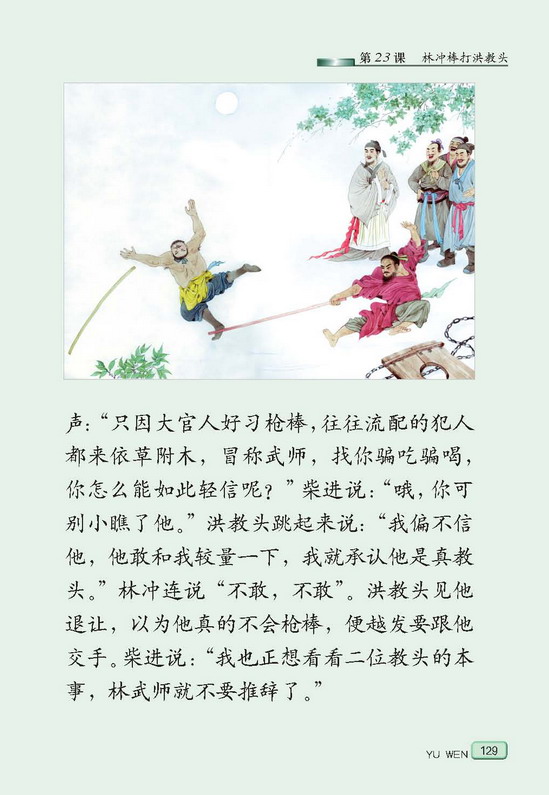 第23课 林冲棒打洪教头
声：“只因大官人好习枪棒，往往流配的犯人
都来依草附木，冒称武师，找你骗吃骗喝，
你怎么能如此轻信呢？”柴进说：“哦，你可
别小瞧了他。”洪教头跳起来说：“我偏不信
他，他敢和我较量一下，我就承认他是真教
头。”林冲连说“不敢，不敢”。洪教头见他
退让，以为他真的不会枪棒，便越发要跟他
交手。柴进说：“我也正想看看二位教头的本
事，林武师就不要推辞了。”
YU WEN 129